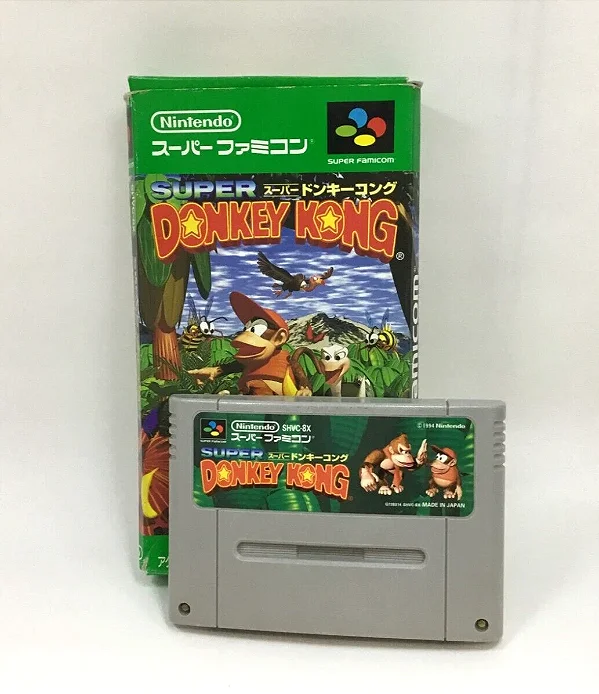 Nintendo
スーパーファミコン®
SUPER FAMICOM
SUPER スーパードンキーコング
DONKEY KONG®
Nintendo SHVC-8X
スーパーファミコン®
© 1994 Nintendo
SUPER スーパードンキーコング
DONKEY KONG
MADE IN JAPAN